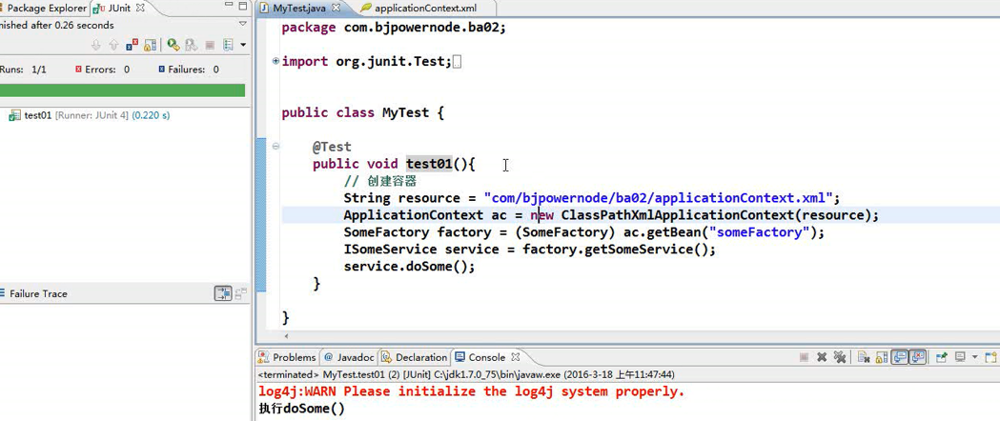 Package Explorer JUnit
MyTest.java applicationContext.xml
nished after 0.26 seconds
Runs: 1/1 Errors: 0 Failures: 0
test01 [Runner: JUnit 4] (0.220 s)
Failure Trace
package com.bjpowernode.ba02;
import org.junit.Test;
public class MyTest {
@Test
public void test01(){
// 创建容器
String resource = "com/bjpowernode/ba02/applicationContext.xml";
ApplicationContext ac = new ClassPathXmlApplicationContext(resource);
SomeFactory factory = (SomeFactory) ac.getBean("someFactory");
ISomeService service = factory.getSomeService();
service.doSome();
}
}
Problems @ Javadoc Declaration Console
<terminated> MyTest.test01 (2) [JUnit] C:\jdk1.7.0_75\bin\javaw.exe (2016-3-18 上午11:47:44)
log4j:WARN Please initialize the log4j system properly.
执行doSome()